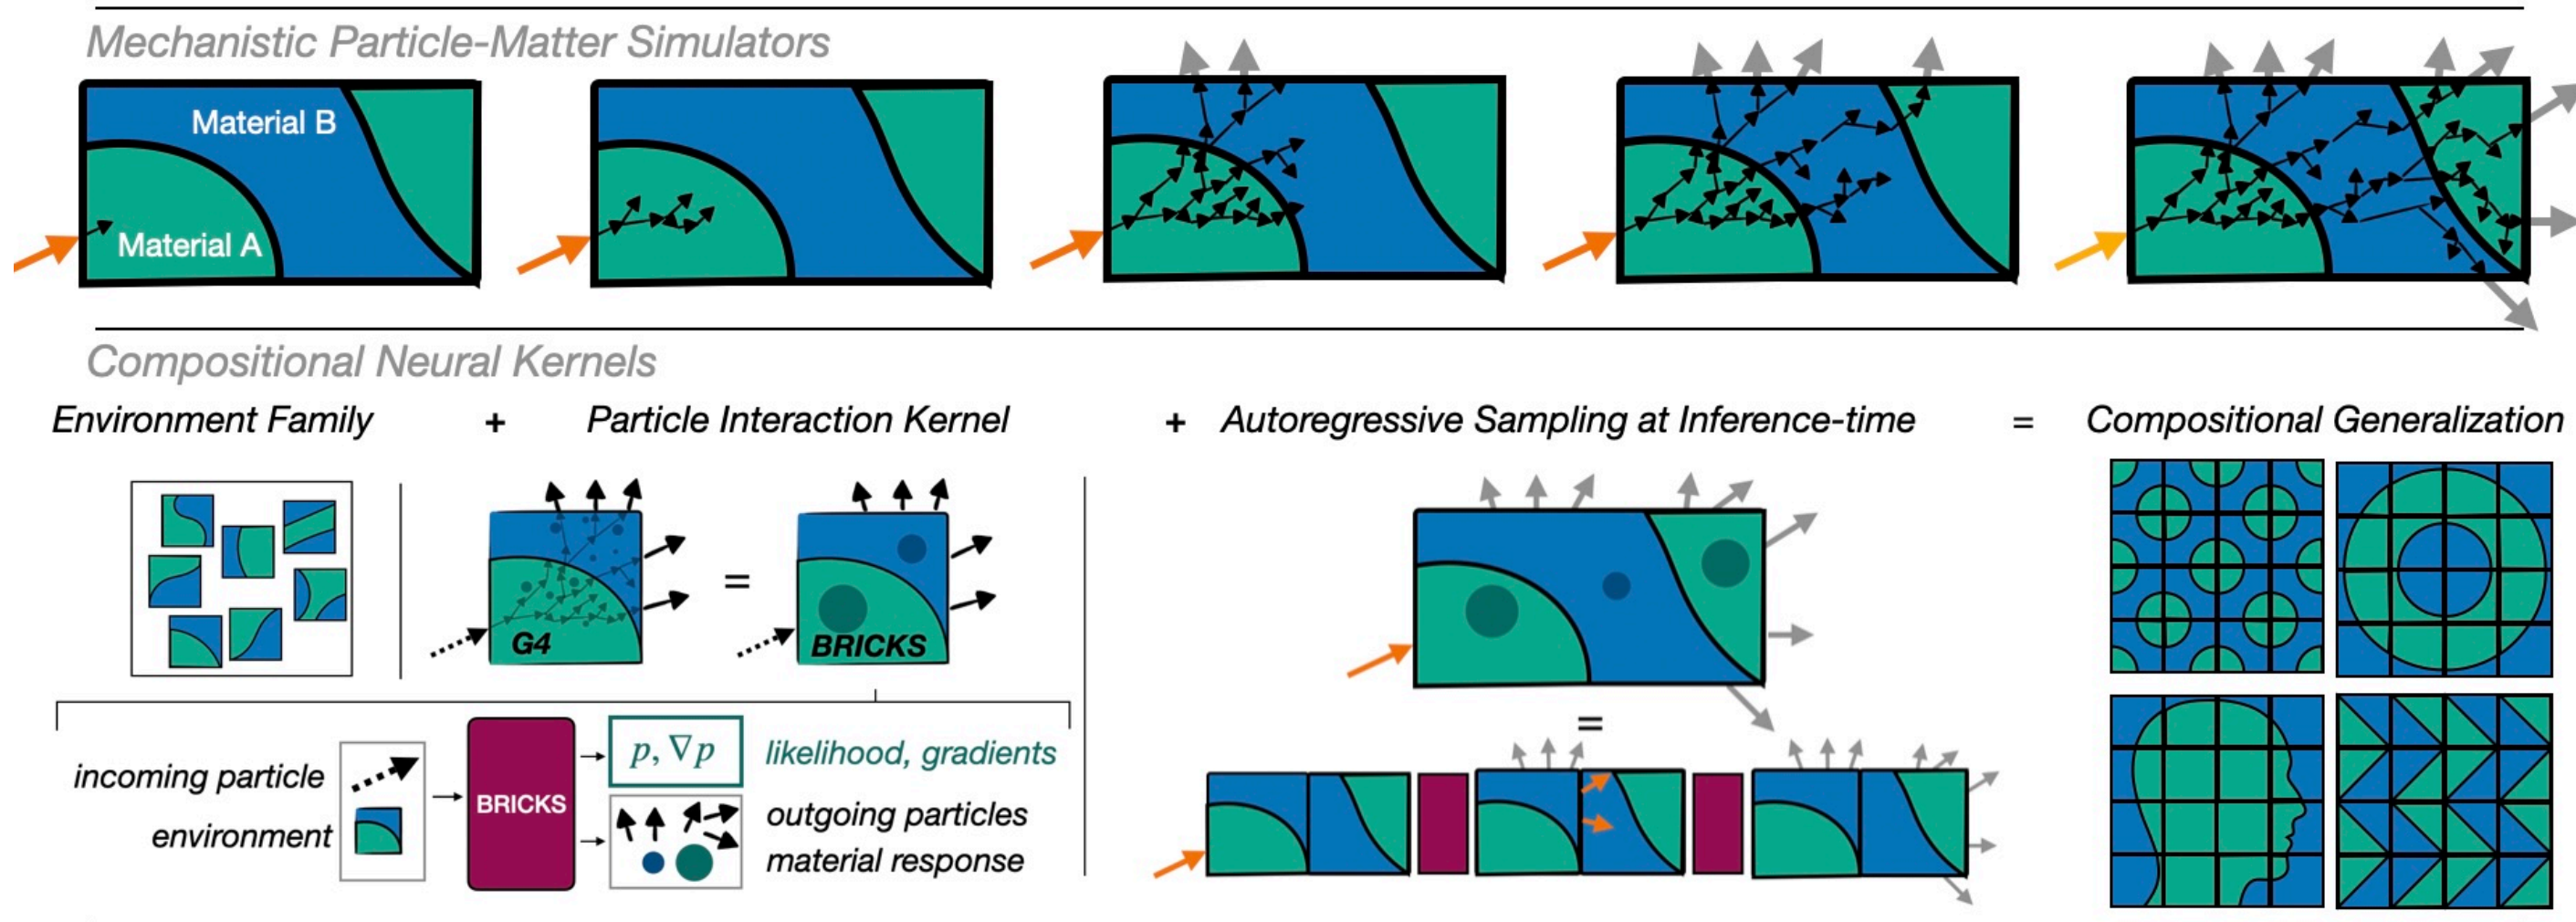 Mechanistic Particle-Matter Simulators
Material B
Material A
Compositional Neural Kernels
Environment Family + Particle Interaction Kernel + Autoregressive Sampling at Inference-time = Compositional Generalization
G4
=
BRICKS
=
incoming particle
environment
BRICKS
p, ∇p
likelihood, gradients
outgoing particles
material response